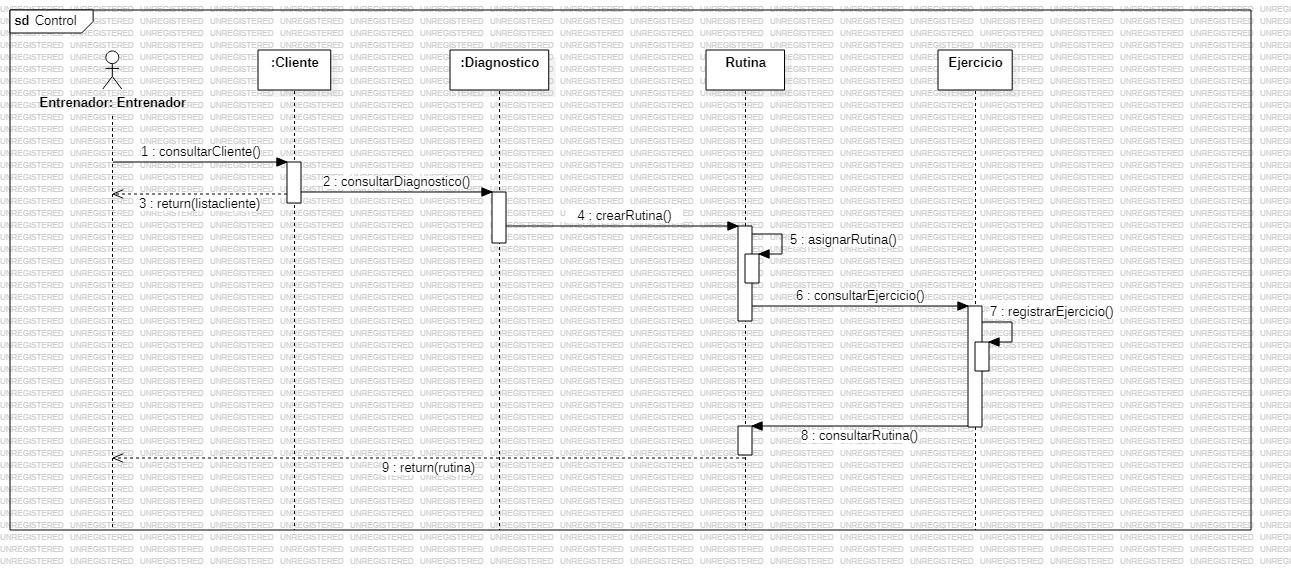 sd Control
:Cliente
:Diagnostico
Rutina
Ejercicio
Entrenador: Entrenador
1 : consultarCliente()
2 : consultarDiagnostico()
3 : return(listacliente)
4 : crearRutina()
5 : asignarRutina()
6 : consultarEjercicio()
7 : registrarEjercicio()
8 : consultarRutina()
9 : return(rutina)
UNREGISTERED